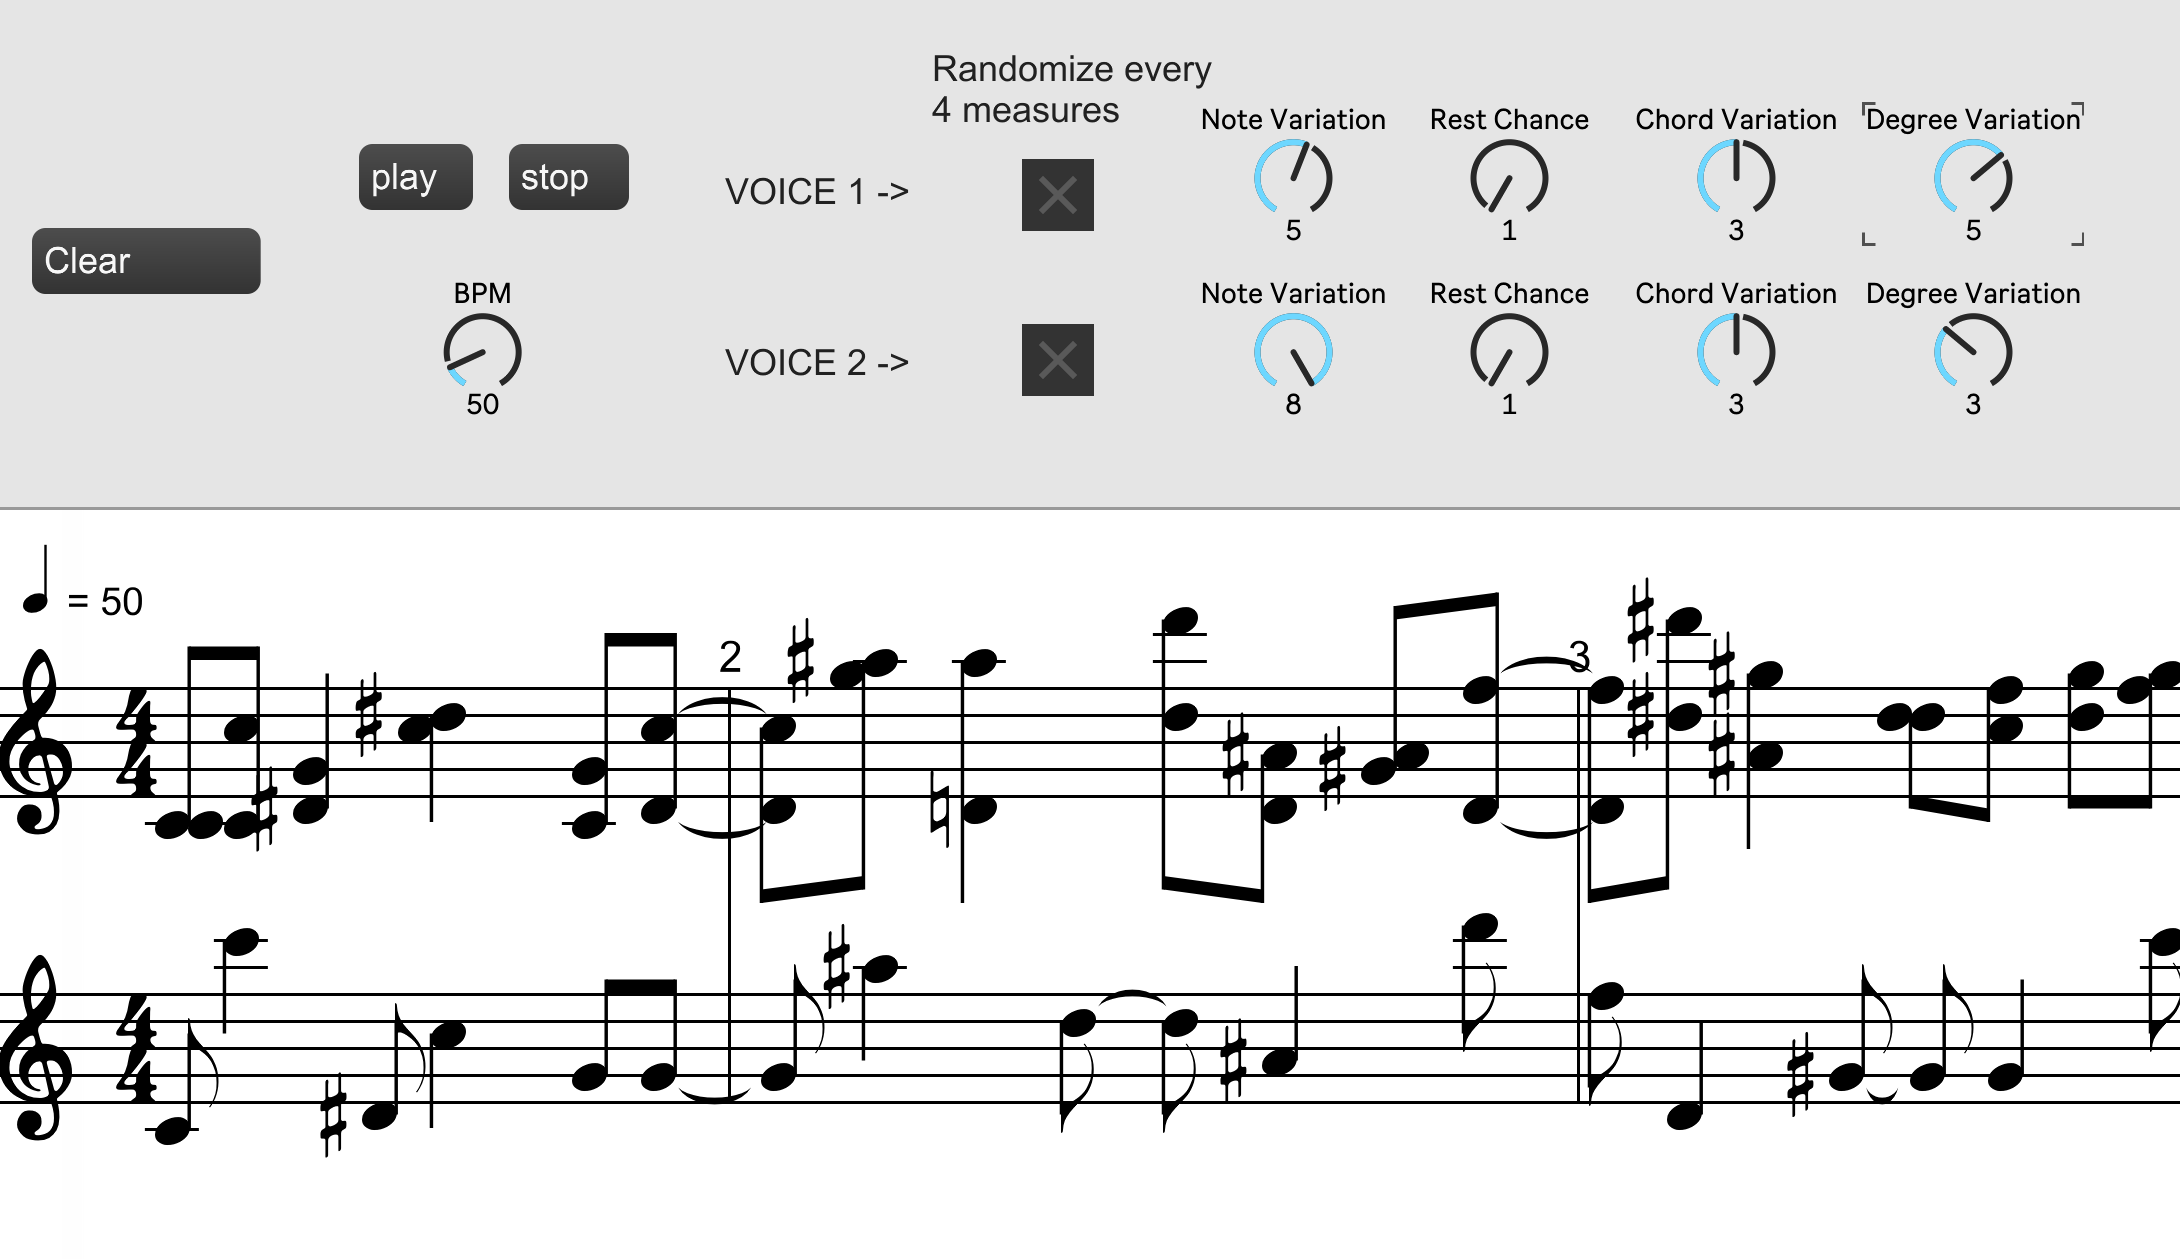 Randomize every
4 measures
Note Variation Rest Chance Chord Variation Degree Variation
play stop VOICE 1 ->
5 1 3 5
Clear
BPM Note Variation Rest Chance Chord Variation Degree Variation
VOICE 2 ->
50 8 1 3 3
= 50
2 3
4
4
4
4